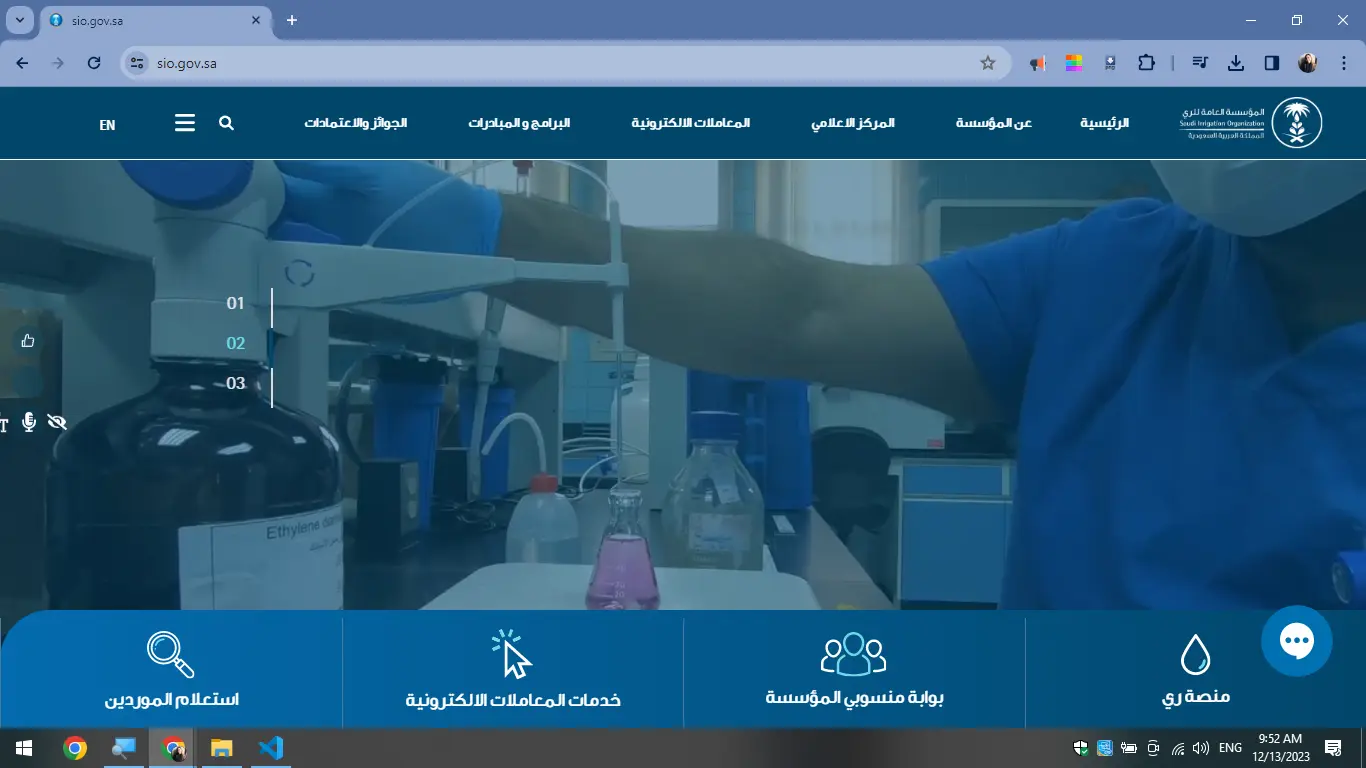 sio.gov.sa
sio.gov.sa
المؤسسة العامة للري
Saudi Irrigation Organization
المملكة العربية السعودية
الرئيسية
عن المؤسسة
المركز الاعلامي
المعاملات الالكترونية
البرامج و المبادرات
الجوائز والاعتمادات
EN
01
02
03
T
Ethylene
منصة ري
بوابة منسوبي المؤسسة
خدمات المعاملات الالكترونية
استعلام الموردين
ENG
9:52 AM
12/13/2023